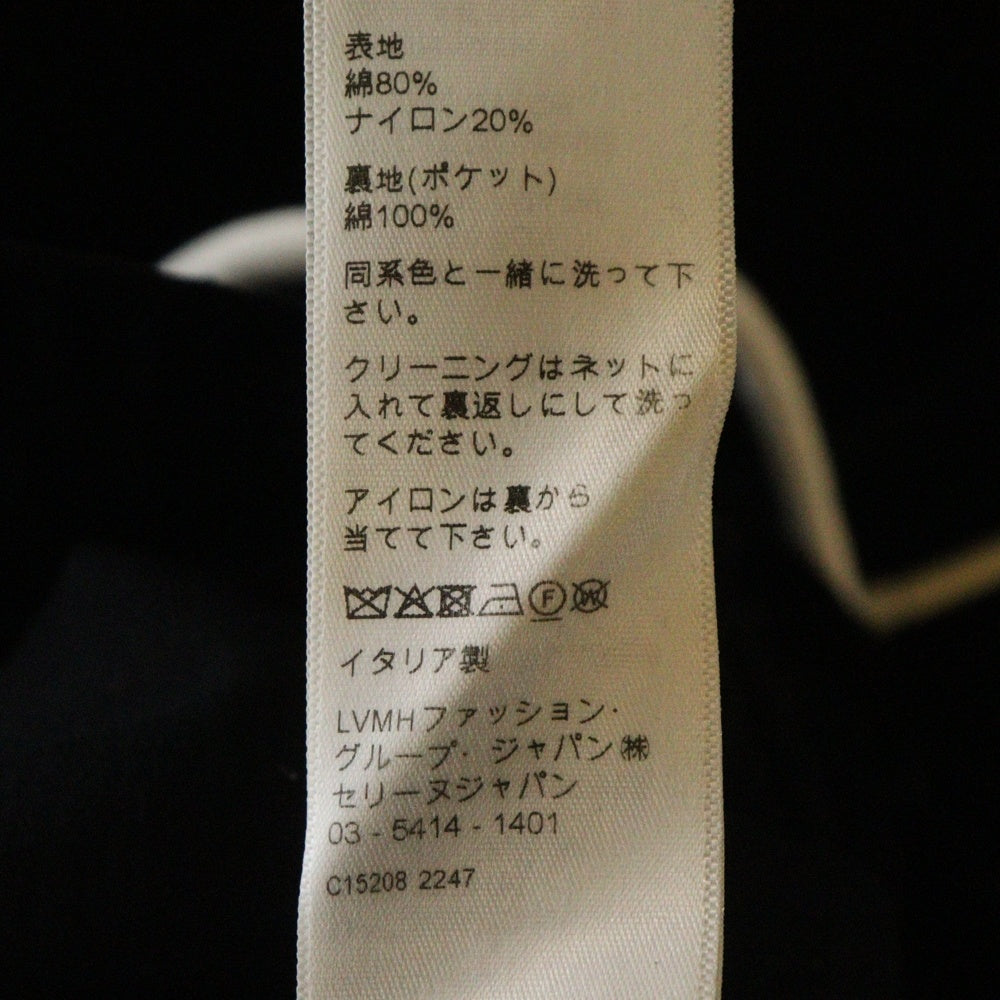 表地
綿80%
ナイロン20%
裏地(ポケット)
綿100%
同系色と一緒に洗って下
さい。
クリーニングはネットに
入れて裏返しにして洗っ
てください。
アイロンは裏から
当てて下さい。
F W
イタリア製
LVMHファッション·
グループ· ジャパン㈱
セリーヌジャパン
03 - 5414 - 1401
C15208 2247